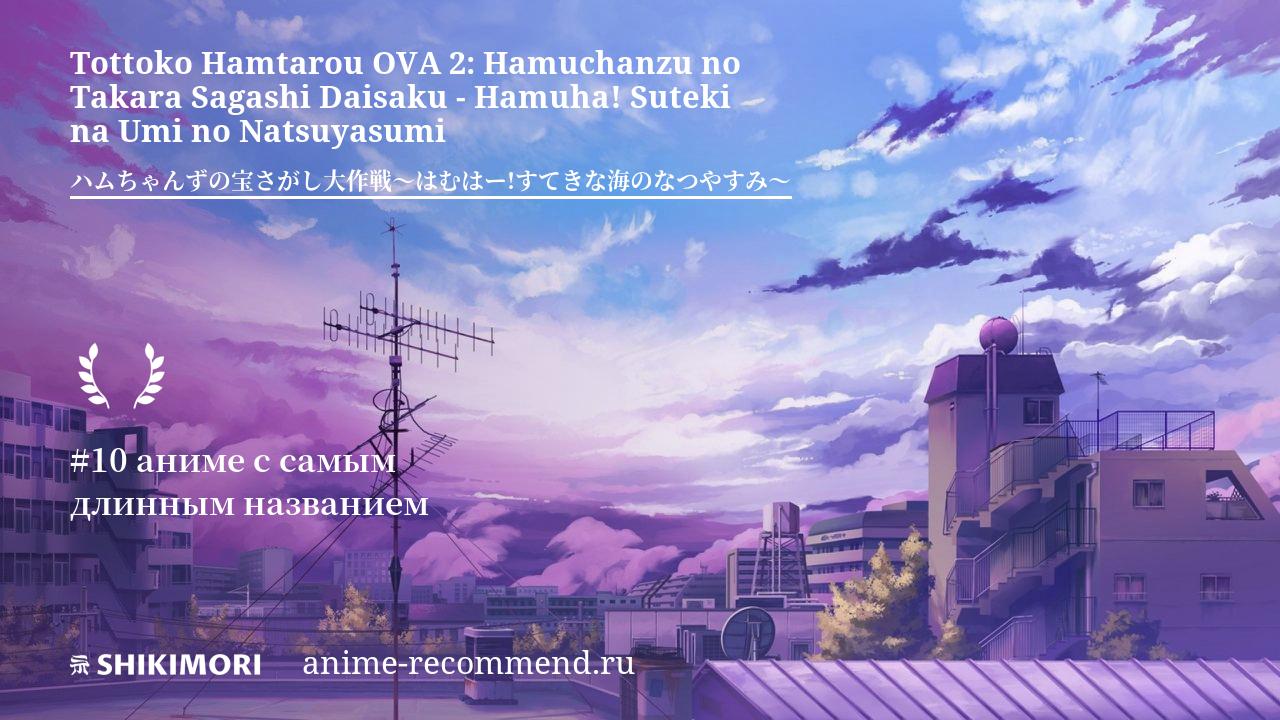 Tottoko Hamtarou OVA 2: Hamuchanzu no
Takara Sagashi Daisaku - Hamuha! Suteki
na Umi no Natsuyasumi
ハムちゃんずの宝さがし大作戦〜はむはー!すてきな海のなつやすみ〜
#10 аниме с самым
длинным названием
SHIKIMORI anime-recommend.ru